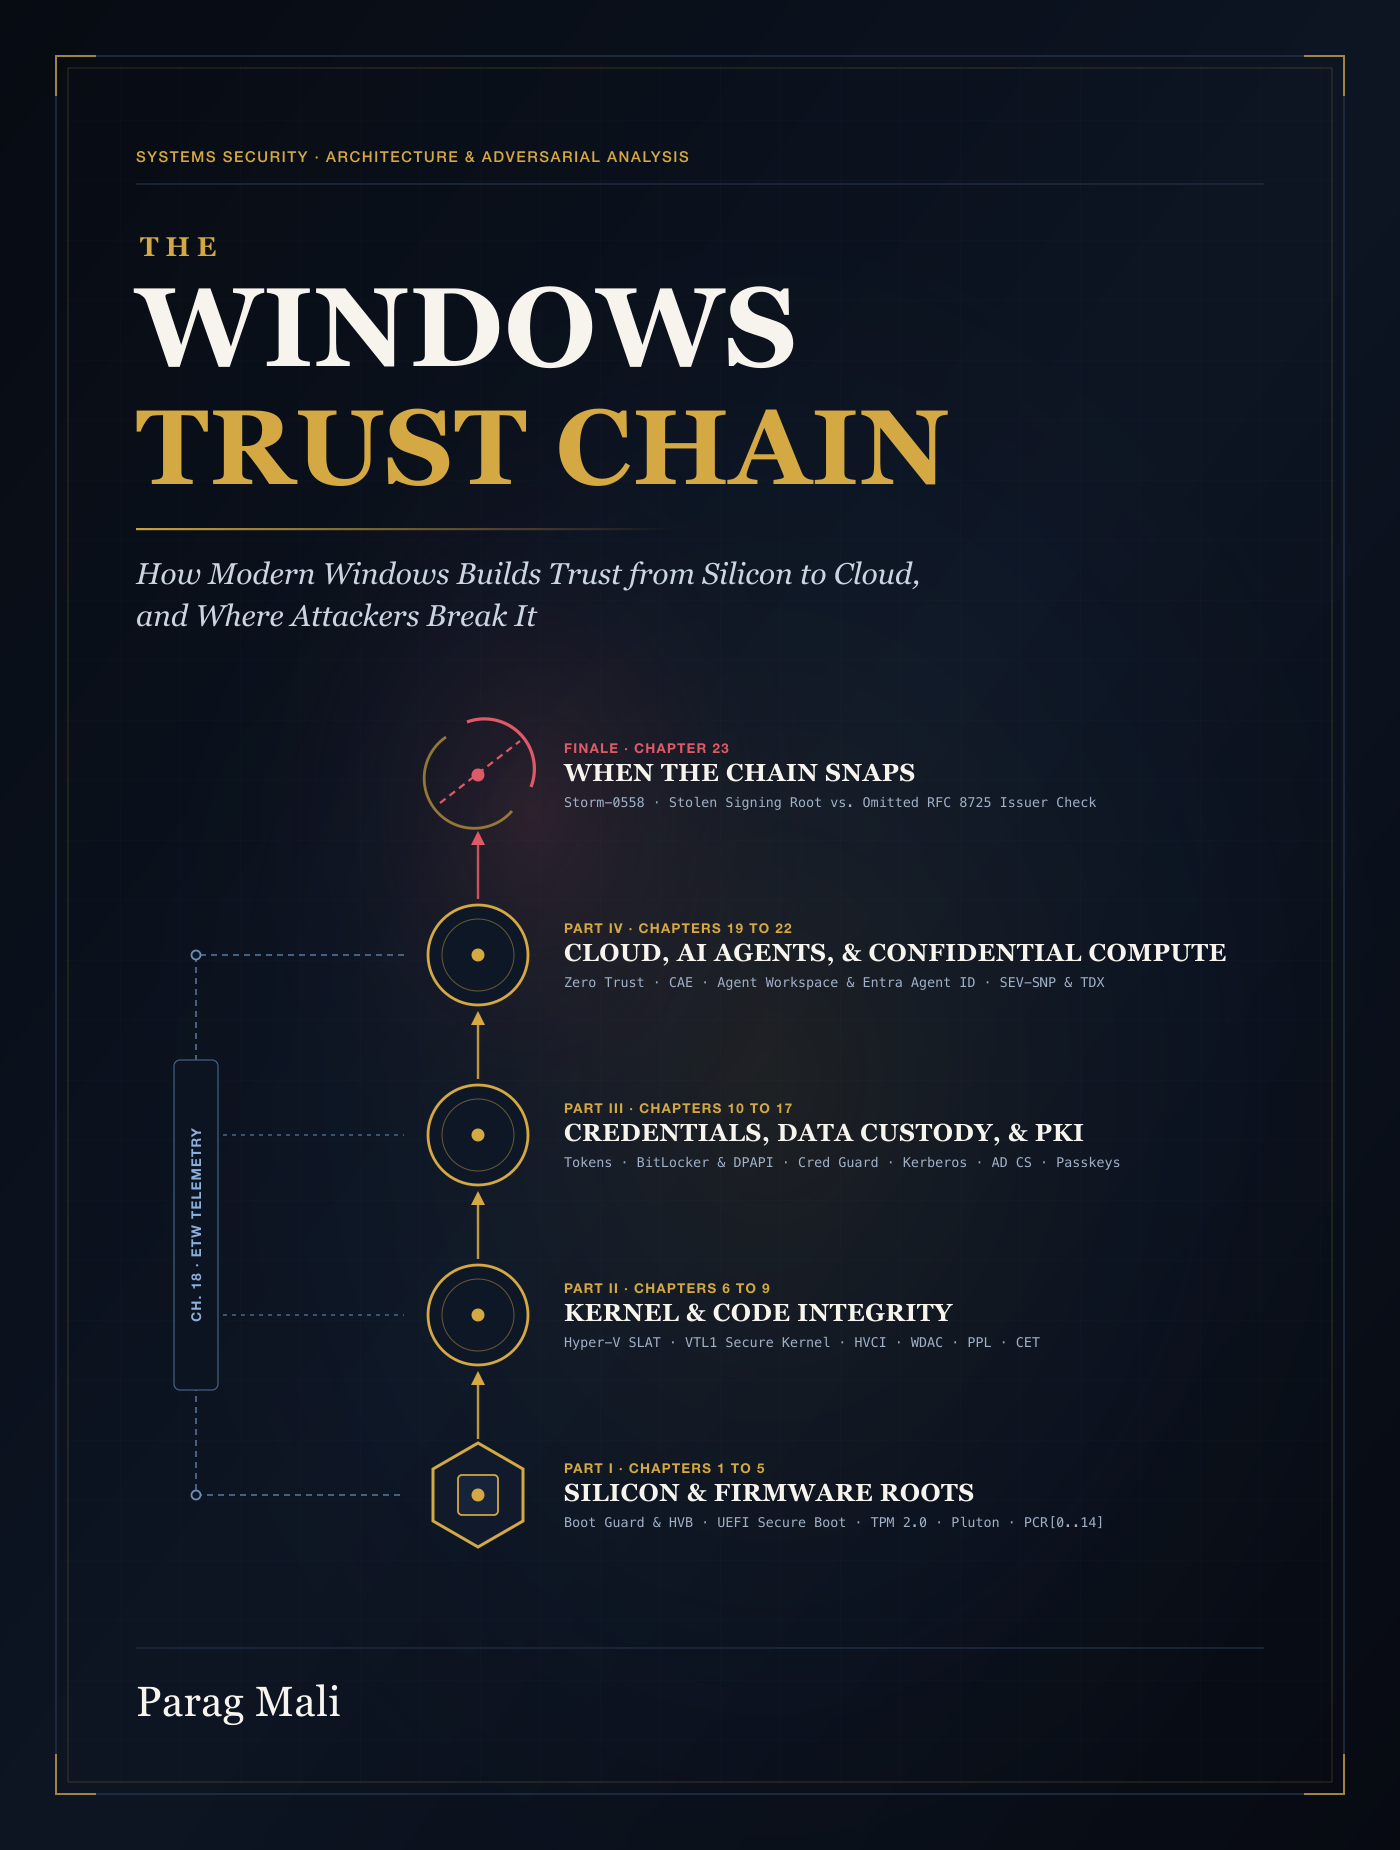 SYSTEMS SECURITY · ARCHITECTURE & ADVERSARIAL ANALYSIS
THE
WINDOWS
TRUST CHAIN
How Modern Windows Builds Trust from Silicon to Cloud,
and Where Attackers Break It
FINALE · CHAPTER 23
WHEN THE CHAIN SNAPS
Storm-0558 · Stolen Signing Root vs. Omitted RFC 8725 Issuer Check
PART IV · CHAPTERS 19 TO 22
CLOUD, AI AGENTS, & CONFIDENTIAL COMPUTE
Zero Trust · CAE · Agent Workspace & Entra Agent ID · SEV-SNP & TDX
PART III · CHAPTERS 10 TO 17
CREDENTIALS, DATA CUSTODY, & PKI
Tokens · BitLocker & DPAPI · Cred Guard · Kerberos · AD CS · Passkeys
CH. 18 · ETW TELEMETRY
PART II · CHAPTERS 6 TO 9
KERNEL & CODE INTEGRITY
Hyper-V SLAT · VTL1 Secure Kernel · HVCI · WDAC · PPL · CET
PART I · CHAPTERS 1 TO 5
SILICON & FIRMWARE ROOTS
Boot Guard & HVB · UEFI Secure Boot · TPM 2.0 · Pluton · PCR[0..14]
Parag Mali